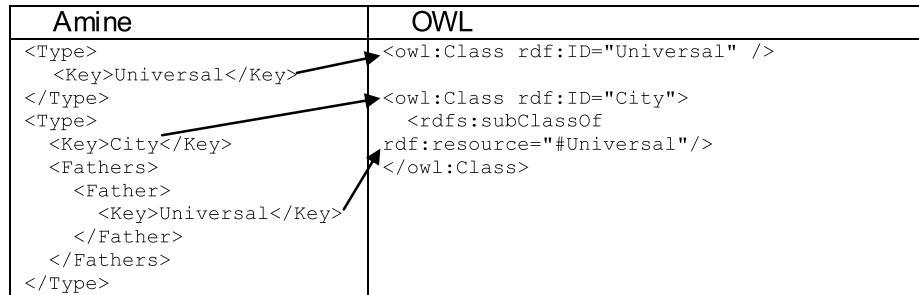 Amine
OWL
<Type>
<Key>Universal</Key>
</Type>
<Type>
<Key>City</Key>
<Fathers>
<Father>
<Key>Universal</Key>
</Father>
</Fathers>
</Type>
<owl:Class rdf:ID="Universal" />
<owl:Class rdf:ID="City">
<rdfs:subClassOf
rdf:resource="#Universal"/>
</owl:Class>